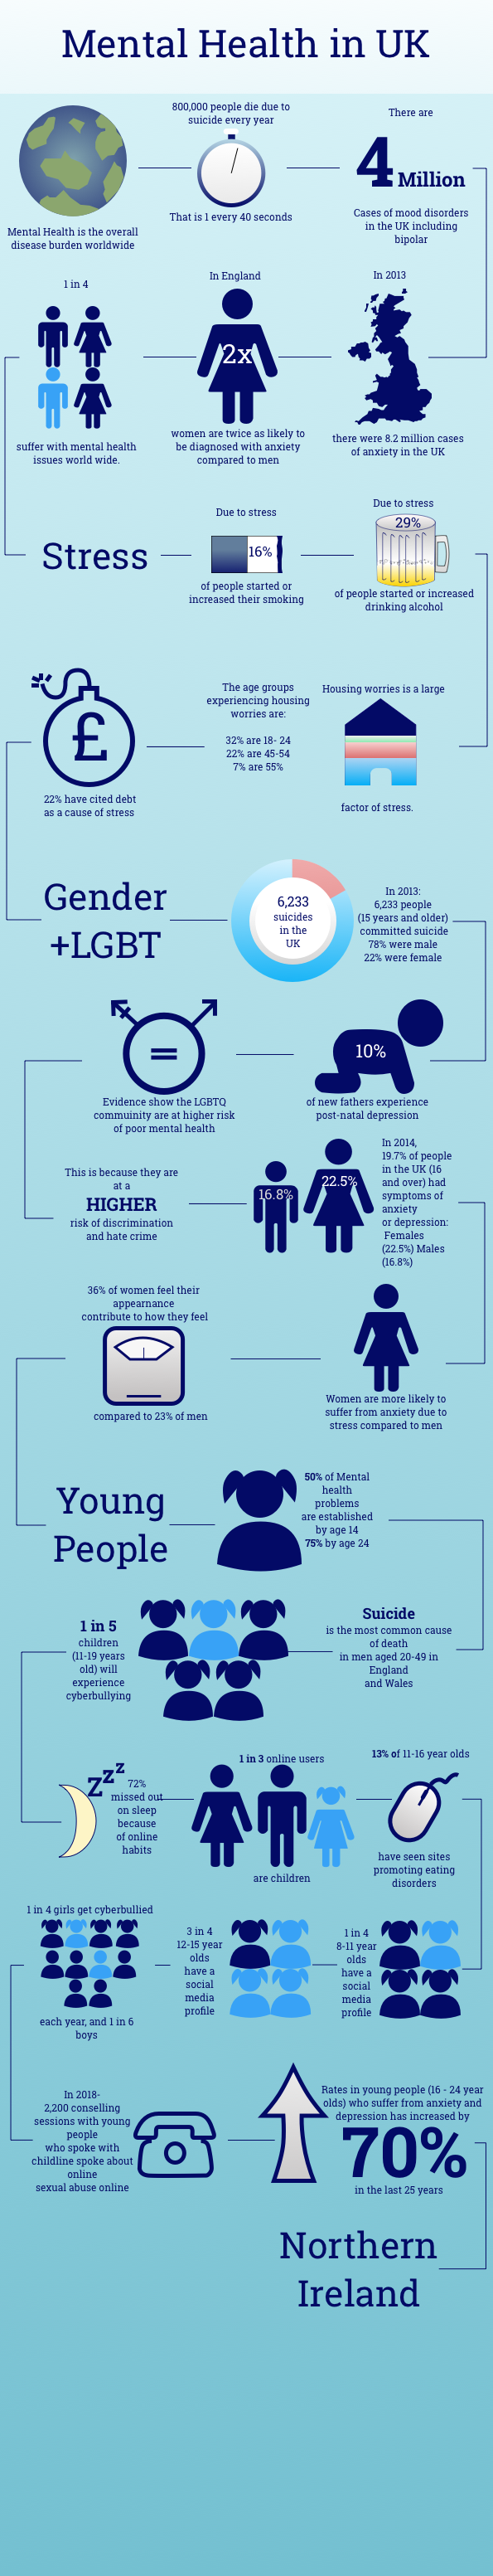 Mental Health in UK
800,000 people die due to
suicide every year
That is 1 every 40 seconds
There are
4 Million
Cases of mood disorders
in the UK including
bipolar
Mental Health is the overall
disease burden worldwide
1 in 4
suffer with mental health
issues world wide.
In England
2x
women are twice as likely to
be diagnosed with anxiety
compared to men
In 2013
there were 8.2 million cases
of anxiety in the UK
Stress
Due to stress
16%
of people started or
increased their smoking
Due to stress
29%
of people started or increased
drinking alcohol
£
22% have cited debt
as a cause of stress
The age groups
experiencing housing
worries are:
32% are 18- 24
22% are 45-54
7% are 55%
Housing worries is a large
factor of stress.
Gender
+LGBT
6,233
suicides
in the
UK
In 2013:
6,233 people
(15 years and older)
committed suicide
78% were male
22% were female
=
Evidence show the LGBTQ
commuinity are at higher risk
of poor mental health
10%
of new fathers experience
post-natal depression
This is because they are
at a
HIGHER
risk of discrimination
and hate crime
16.8%
22.5%
In 2014,
19.7% of people
in the UK (16
and over) had
symptoms of
anxiety
or depression:
Females
(22.5%) Males
(16.8%)
36% of women feel their
appearnance
contribute to how they feel
compared to 23% of men
Women are more likely to
suffer from anxiety due to
stress compared to men
Young
People
50% of Mental
health
problems
are established
by age 14
75% by age 24
1 in 5
children
(11-19 years
old) will
experience
cyberbullying
Suicide
is the most common cause
of death
in men aged 20-49 in
England
and Wales
Zzz
72%
missed out
on sleep
because
of online
habits
1 in 3 online users
are children
13% of 11-16 year olds
have seen sites
promoting eating
disorders
1 in 4 girls get cyberbullied
each year, and 1 in 6
boys
3 in 4
12-15 year
olds
have a
social
media
profile
1 in 4
8-11 year
olds
have a
social
media
profile
In 2018-
2,200 conselling
sessions with young
people
who spoke with
childline spoke about
online
sexual abuse online
Rates in young people (16 - 24 year
olds) who suffer from anxiety and
depression has increased by
70%
in the last 25 years
Northern
Ireland